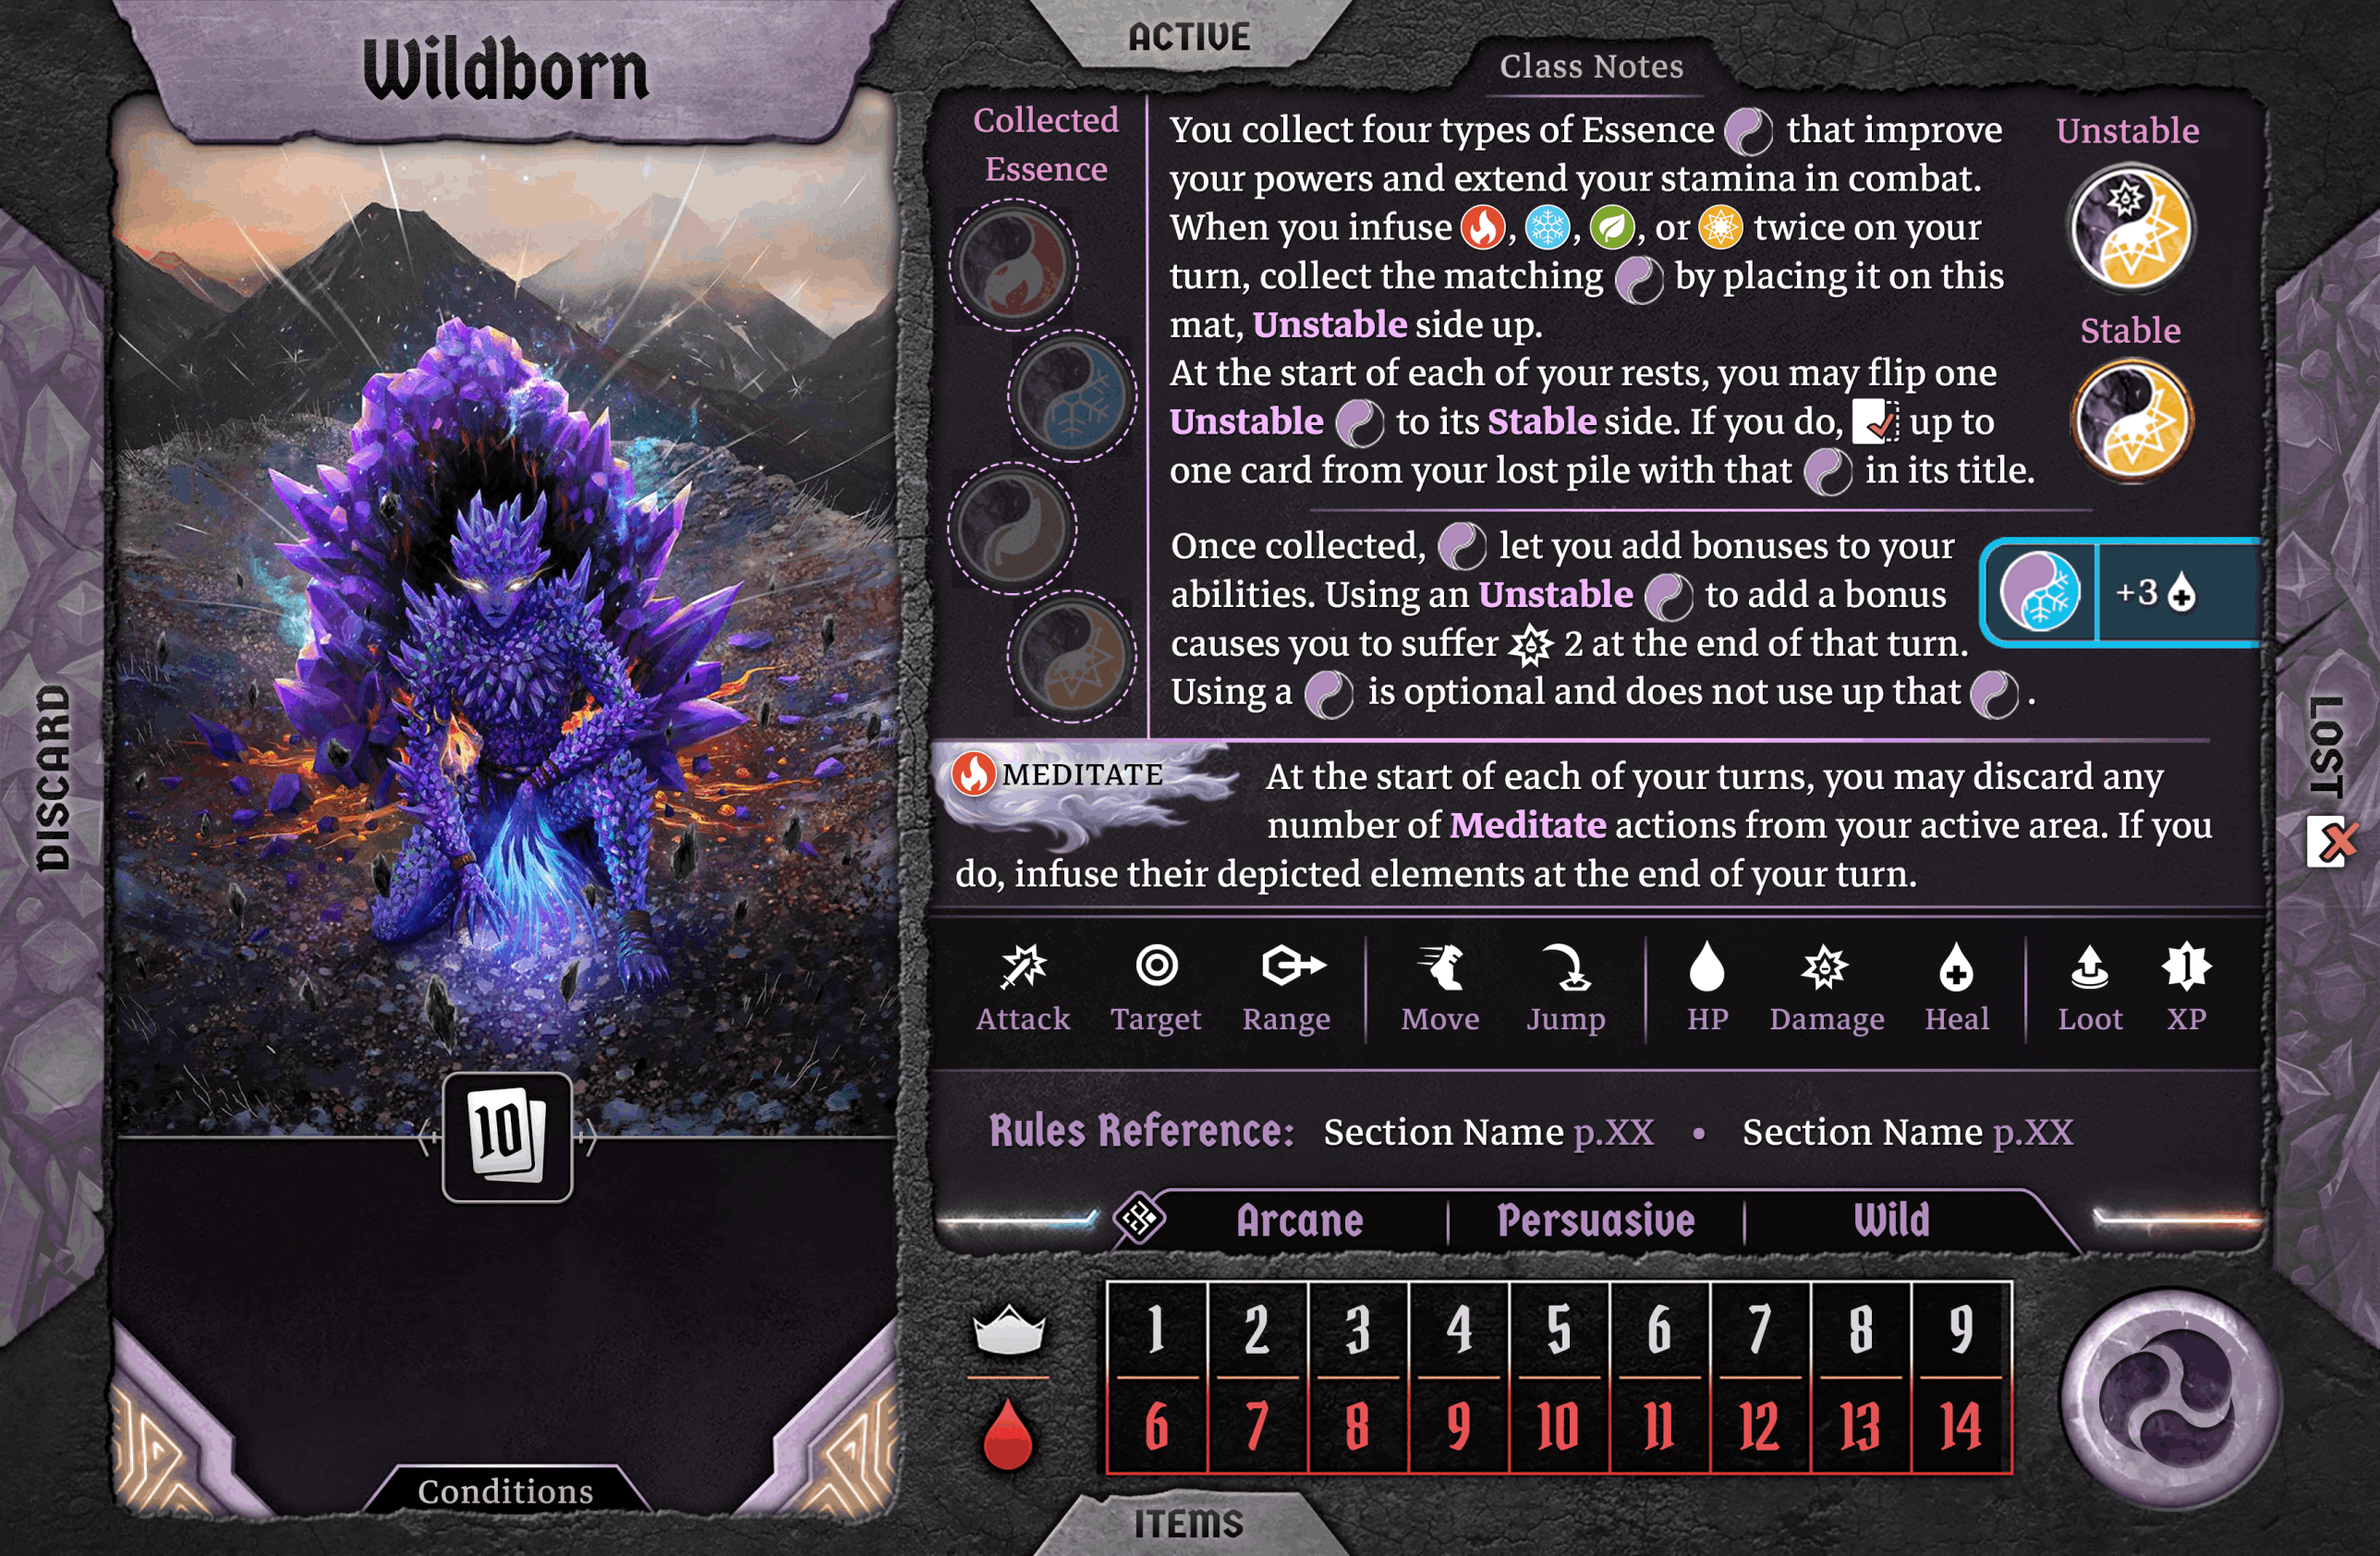 Wildborn
ACTIVE
Class Notes
Collected
Essence
You collect four types of Essence that improve
your powers and extend your stamina in combat.
When you infuse , , , or twice on your
turn, collect the matching by placing it on this
mat, Unstable side up.
At the start of each of your rests, you may flip one
Unstable to its Stable side. If you do, up to
one card from your lost pile with that in its title.
Unstable
Stable
Once collected, let you add bonuses to your
abilities. Using an Unstable to add a bonus
causes you to suffer 2 at the end of that turn.
Using a is optional and does not use up that .
+3
MEDITATE
At the start of each of your turns, you may discard any
number of Meditate actions from your active area. If you
do, infuse their depicted elements at the end of your turn.
Attack Target Range Move Jump HP Damage Heal Loot 1 XP
Rules Reference: Section Name p.XX • Section Name p.XX
Arcane Persuasive Wild
1 2 3 4 5 6 7 8 9
6 7 8 9 10 11 12 13 14
10
Conditions
DISCARD
LOST
ITEMS